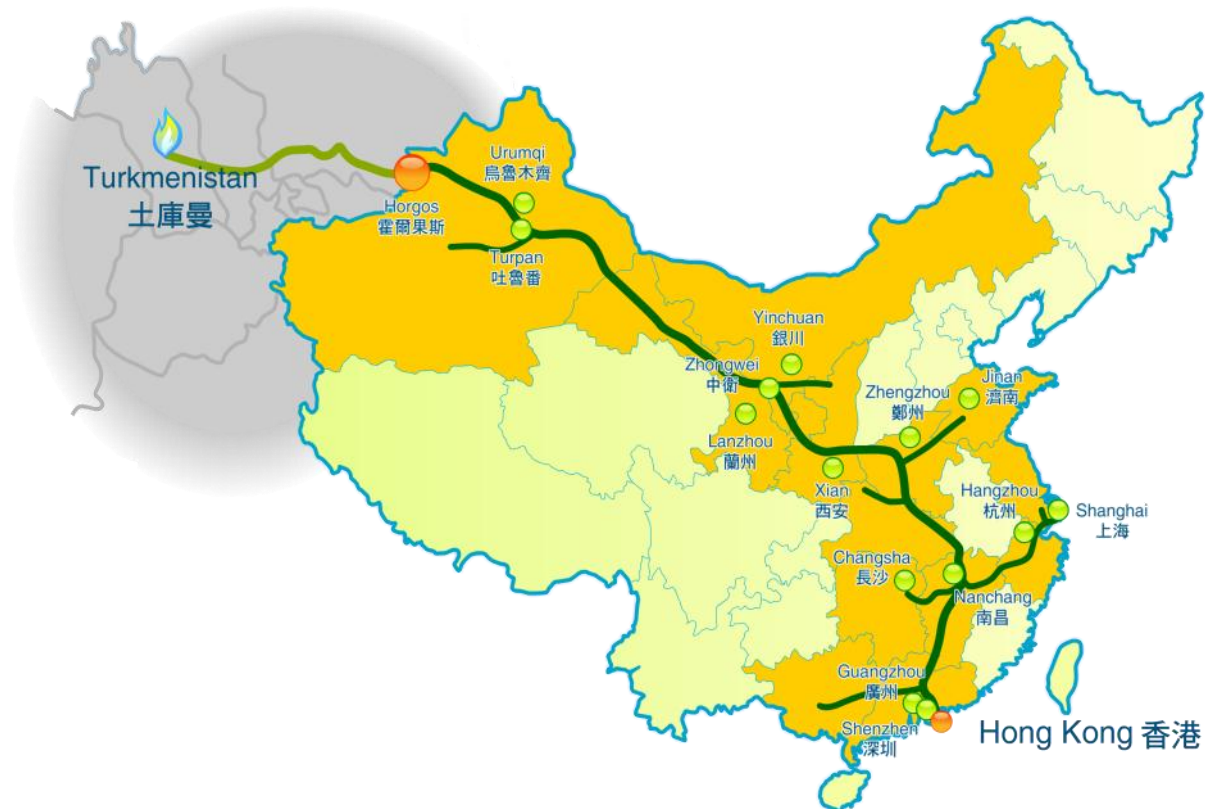 Urumqi
烏魯木齊
Turkmenistan
土庫曼
Horgos
霍爾果斯
Turpan
吐魯番
Yinchuan
銀川
Zhongwei
中衛
Jinan
濟南
Zhengzhou
鄭州
Lanzhou
蘭州
Xian
西安
Hangzhou
杭州
Shanghai
上海
Changsha
長沙
Nanchang
南昌
Guangzhou
廣州
Shenzhen
深圳
Hong Kong 香港